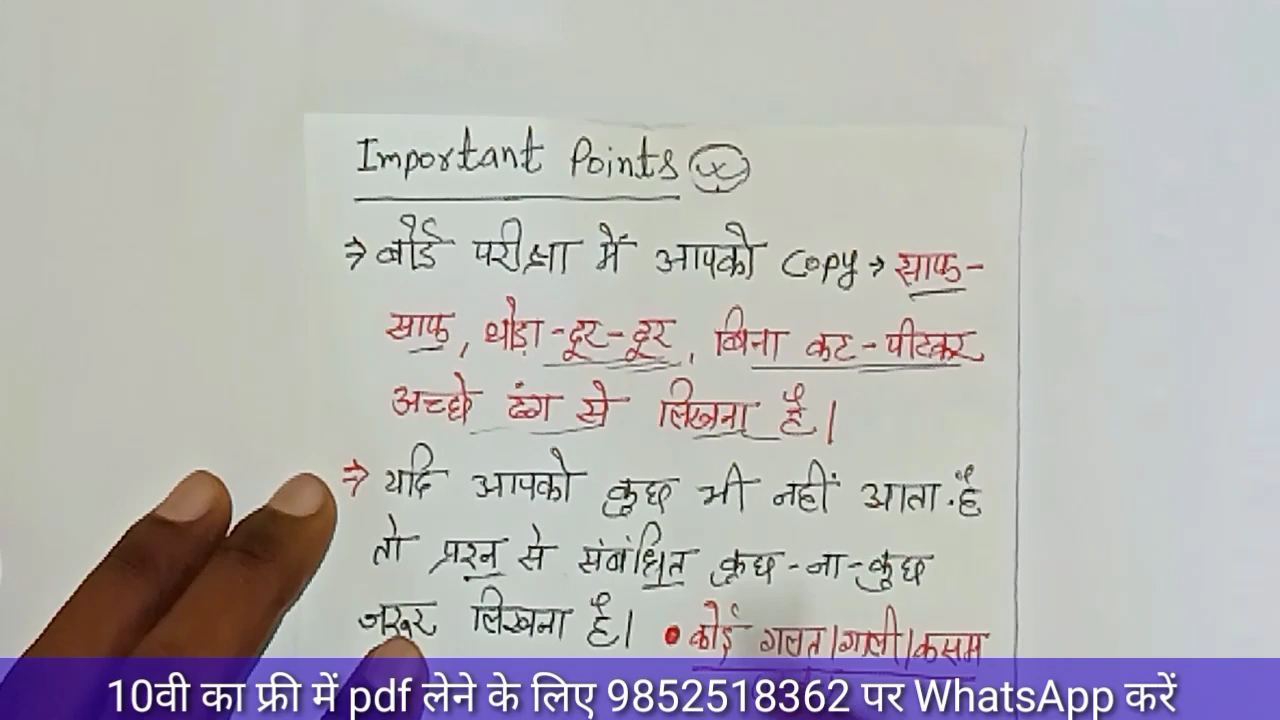 Important Points
⇒ बोर्ड परीक्षा में आपको Copy → साफ-
साफ, थोड़ा-दूर-दूर, बिना कट-पीटकर
अच्छे ढंग से लिखना है।
⇒ यदि आपको कुछ भी नहीं आता है
तो प्रश्न से संबंधित कुछ-ना-कुछ
जरूर लिखना है। • कोई गलत/गाली/कसम
10वी का फ्री में pdf लेने के लिए 9852518362 पर WhatsApp करें